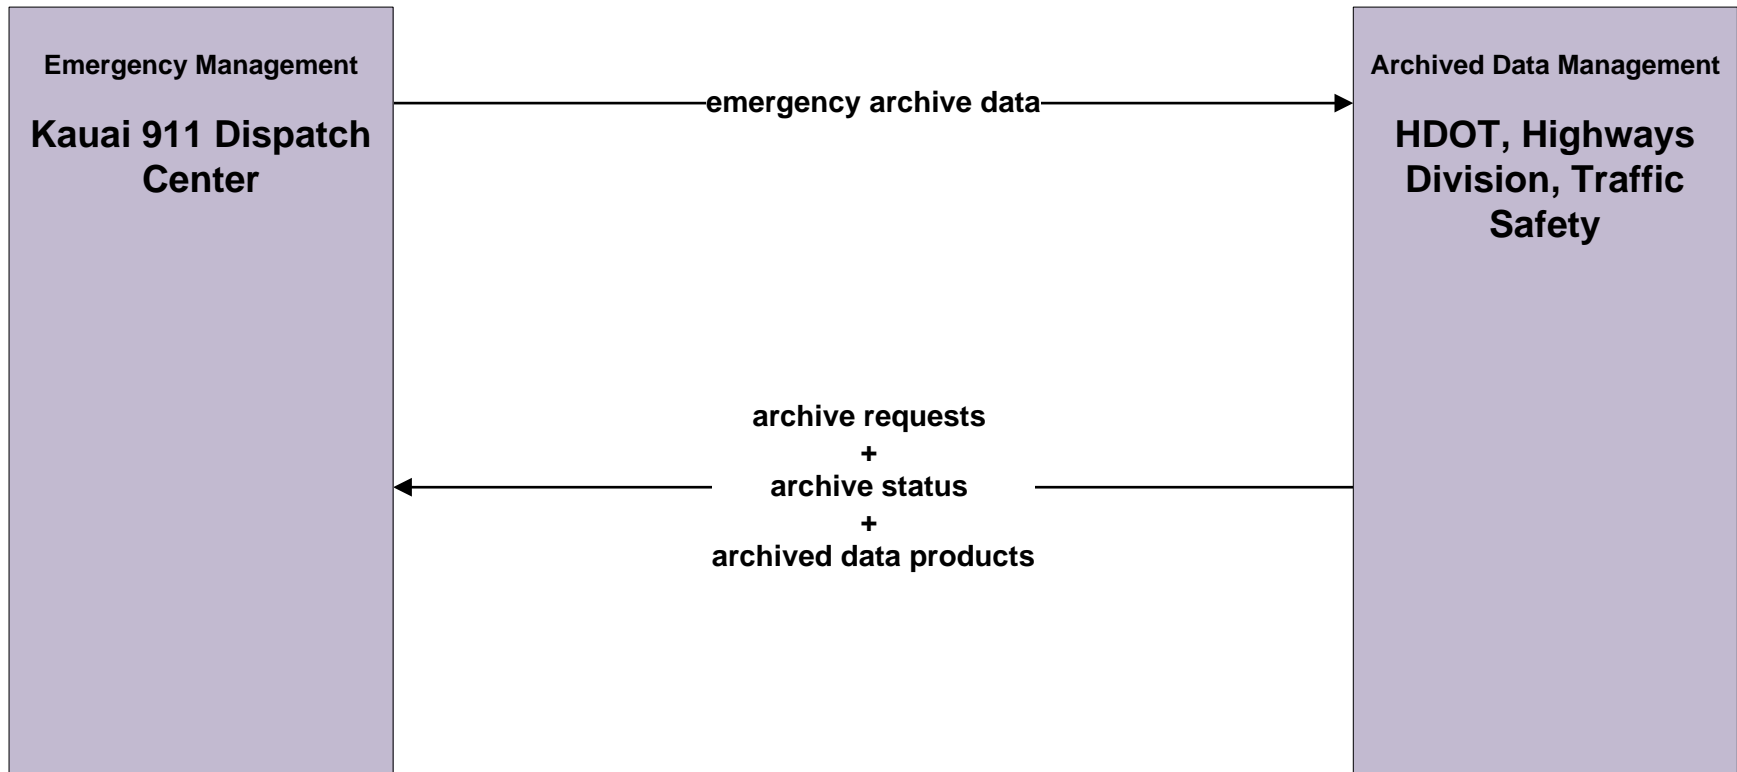 Emergency Management
Kauai 911 Dispatch
Center
emergency archive data
Archived Data Management
HDOT, Highways
Division, Traffic
Safety
archive requests
+
archive status
+
archived data products